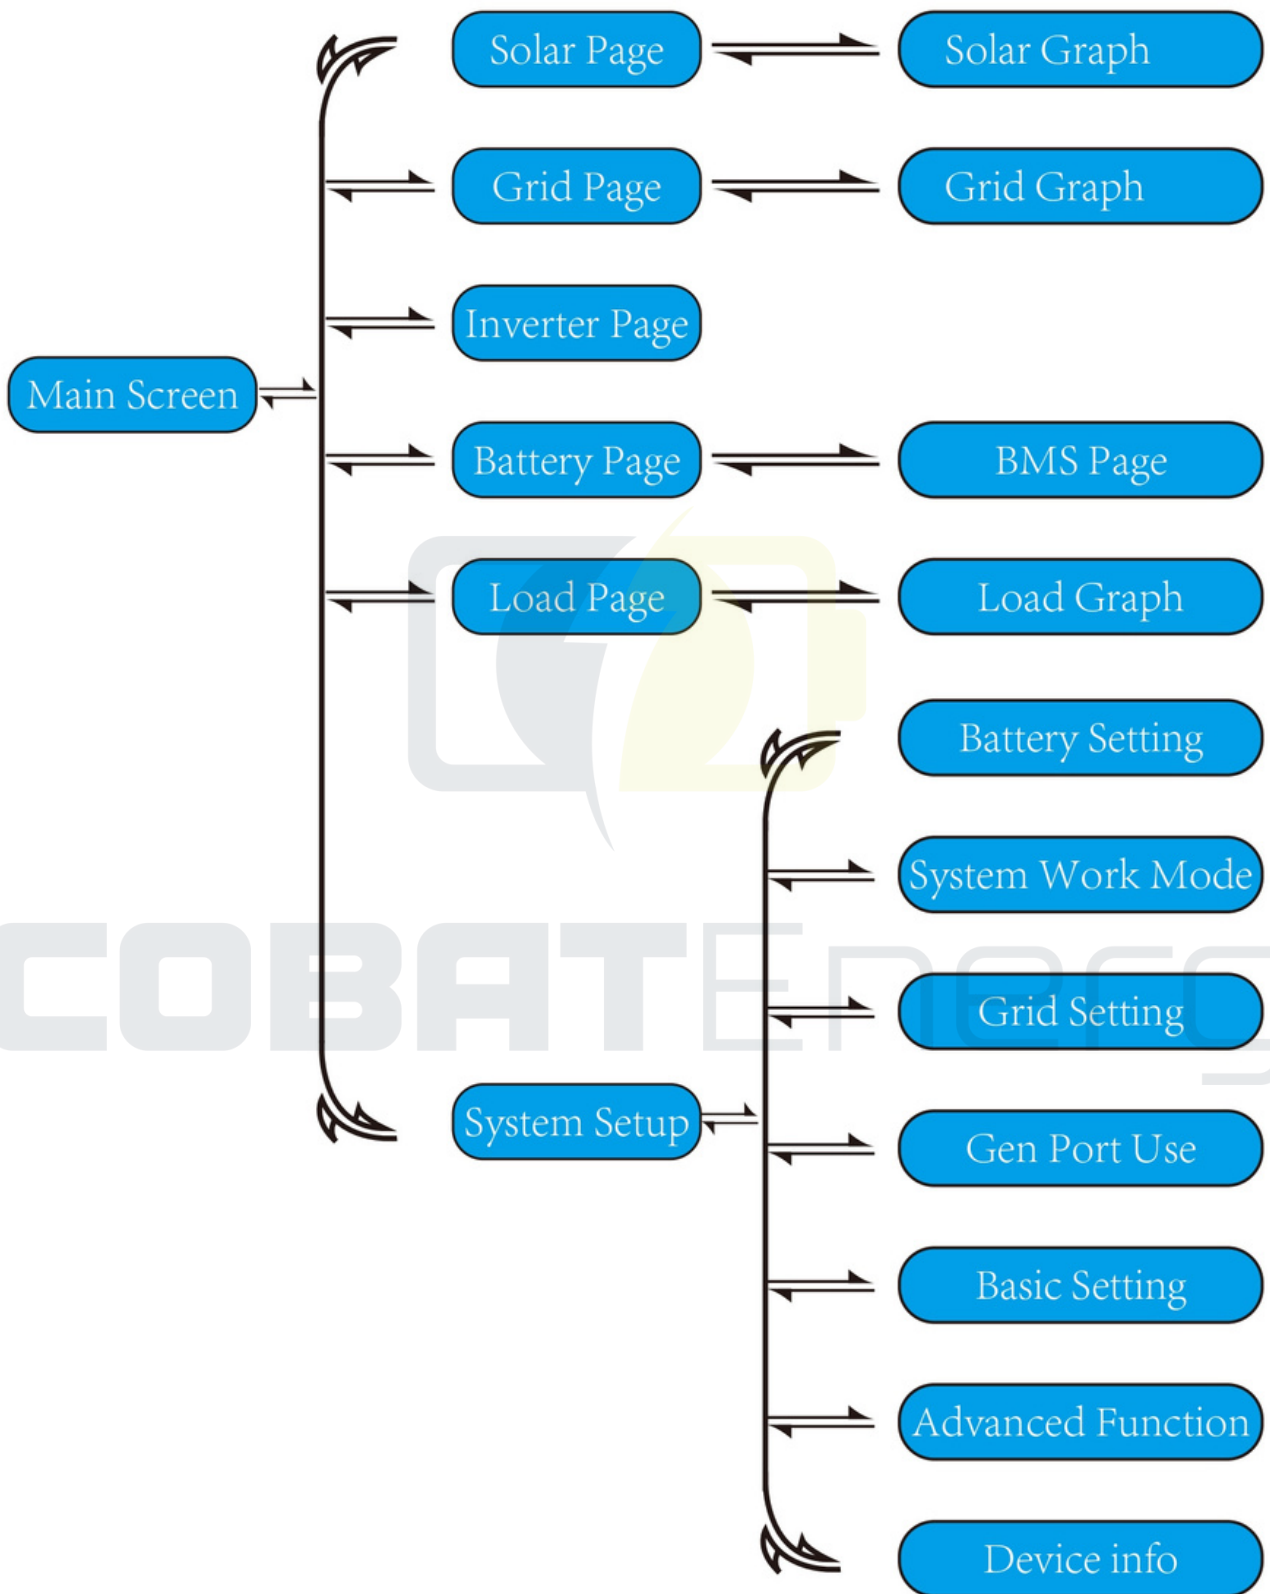 Solar Page
Solar Graph
Grid Page
Grid Graph
Inverter Page
Main Screen
Battery Page
BMS Page
Load Page
Load Graph
Battery Setting
System Work Mode
COBATEnerg
Grid Setting
System Setup
Gen Port Use
Basic Setting
Advanced Function
Device info